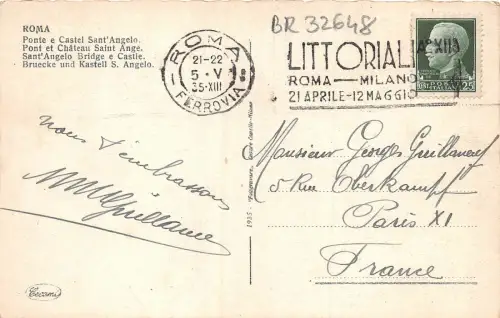 ROMA
Ponte e Castel Sant'Angelo.
Pont et Château Saint Ange.
Sant'Angelo Bridge e Castle.
Bruecke und Kastell S. Angelo.
BR 32648
ROMA
21-22
5·V
35·XIII
FERROVIA
LITTORIALI
ROMA—MILANO
21 APRILE-12 MAGGIO
25
nous t'embrassons
Guillaume
Monsieur Georges
5 Rue Oberkampf
Paris XI
France
1935